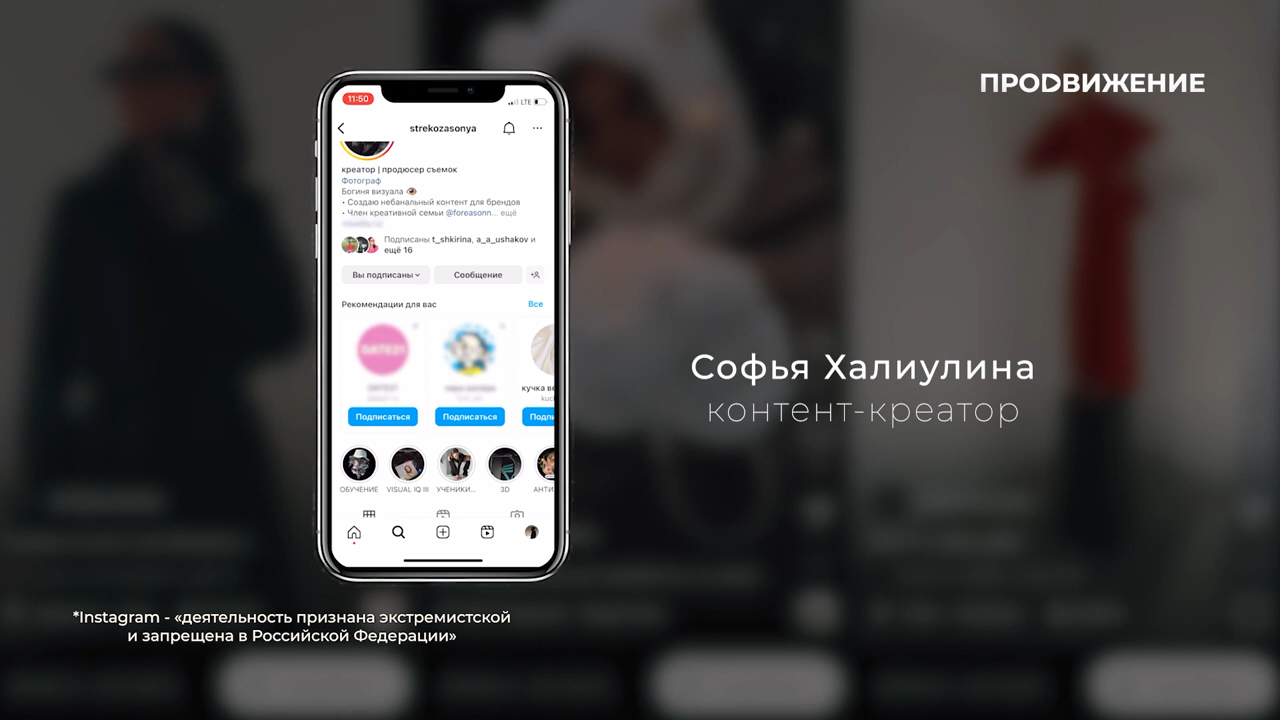 ПРОДВИЖЕНИЕ
11:50
LTE
strekozasonya
креатор | продюсер съемок
Фотограф
Богиня визуала 👁
• Создаю небанальный контент для брендов
• Член креативной семьи @foreasonn... ещё
Подписаны t_shkirina, a_a_ushakov и
ещё 16
Вы подписаны
Сообщение
Рекомендации для вас
Все
кучка ве
kuc
Подписаться
Подписаться
Подпи
ОБУЧЕНИЕ
VISUAL IQ III
УЧЕНИКИ...
3D
АНТИ
Софья Халиулина
контент-креатор
*Instagram - «деятельность признана экстремистской
и запрещена в Российской Федерации»